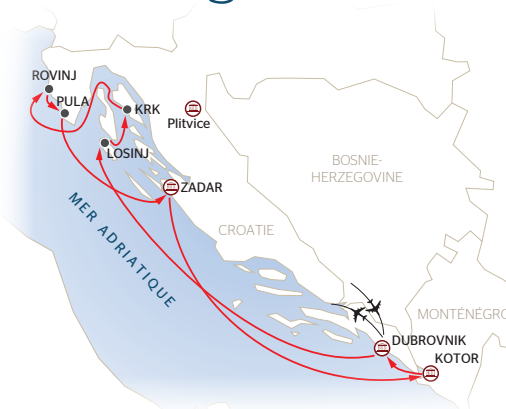 ROVINJ
PULA
KRK
Plitvice
LOSINJ
BOSNIE-
HERZEGOVINE
ZADAR
MER ADRIATIQUE
CROATIE
MONTÉNÉGRO
DUBROVNIK
KOTOR